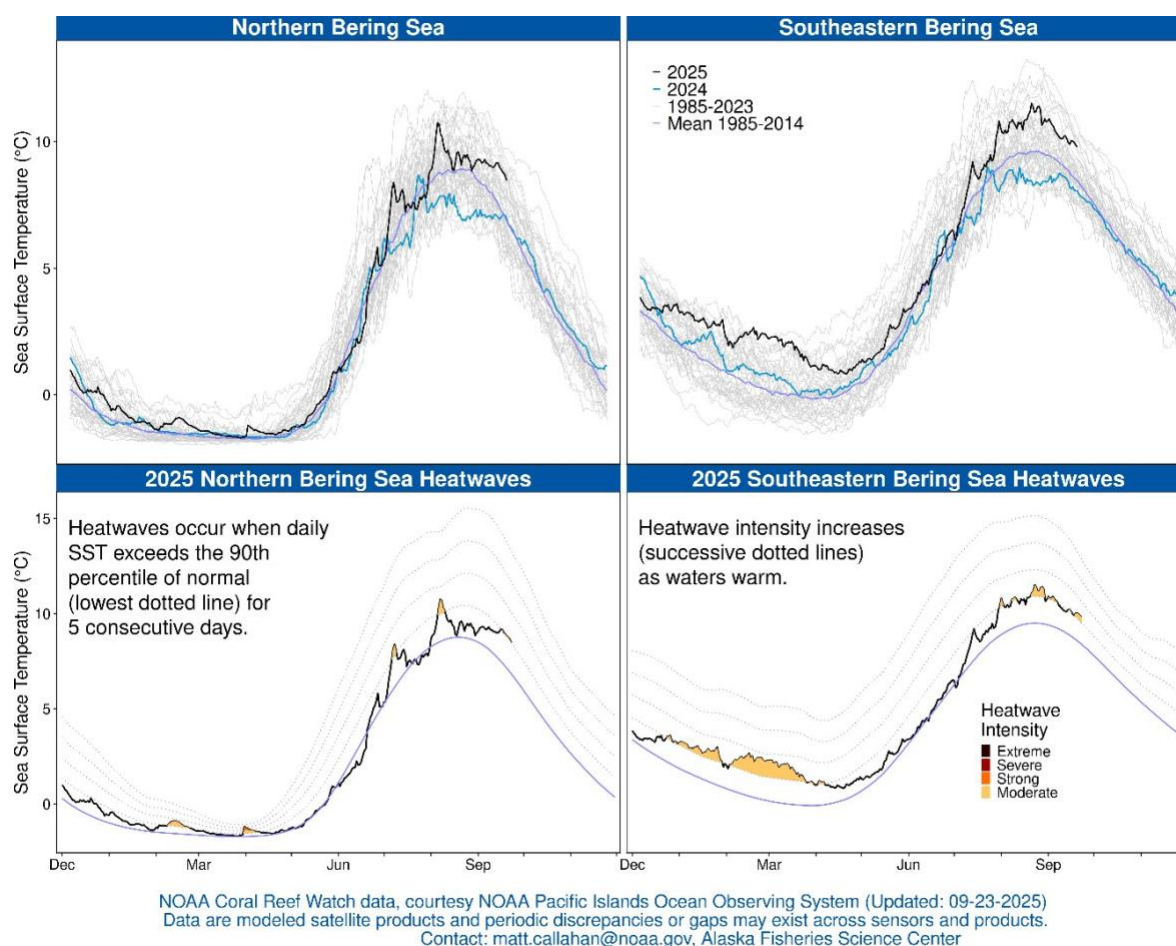 Northern Bering Sea
Southeastern Bering Sea
Sea Surface Temperature (°C)
10
5
0
2025
2024
1985-2023
Mean 1985-2014
2025 Northern Bering Sea Heatwaves
2025 Southeastern Bering Sea Heatwaves
Sea Surface Temperature (°C)
15
10
5
0
Heatwaves occur when daily
SST exceeds the 90th
percentile of normal
(lowest dotted line) for
5 consecutive days.
Heatwave intensity increases
(successive dotted lines)
as waters warm.
Heatwave
Intensity
Extreme
Severe
Strong
Moderate
Dec Mar Jun Sep
Dec Mar Jun Sep
NOAA Coral Reef Watch data, courtesy NOAA Pacific Islands Ocean Observing System (Updated: 09-23-2025)
Data are modeled satellite products and periodic discrepancies or gaps may exist across sensors and products.
Contact: matt.callahan@noaa.gov, Alaska Fisheries Science Center